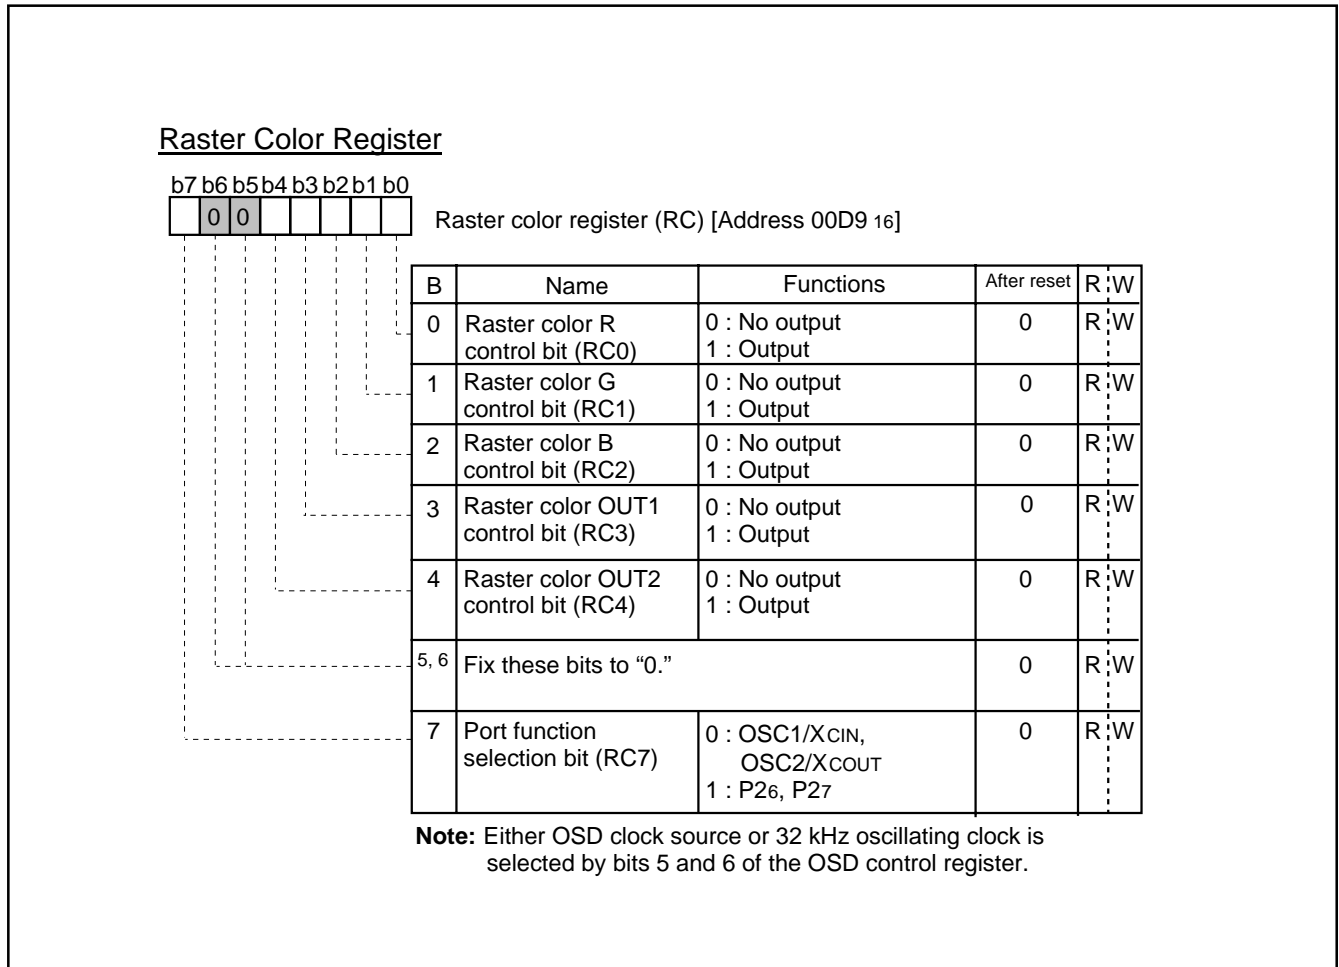 Raster Color Register
b7 b6 b5 b4 b3 b2 b1 b0
0 0
Raster color register (RC) [Address 00D9 16]
B Name Functions After reset R W
0 Raster color R control bit (RC0) 0 : No output 0 R W
1 : Output
1 Raster color G control bit (RC1) 0 : No output 0 R W
1 : Output
2 Raster color B control bit (RC2) 0 : No output 0 R W
1 : Output
3 Raster color OUT1 control bit (RC3) 0 : No output 0 R W
1 : Output
4 Raster color OUT2 control bit (RC4) 0 : No output 0 R W
1 : Output
5, 6 Fix these bits to “0.” 0 R W
7 Port function selection bit (RC7) 0 : OSC1/XCIN, 0 R W
OSC2/XCOUT
1 : P26, P27
Note: Either OSD clock source or 32 kHz oscillating clock is
selected by bits 5 and 6 of the OSD control register.